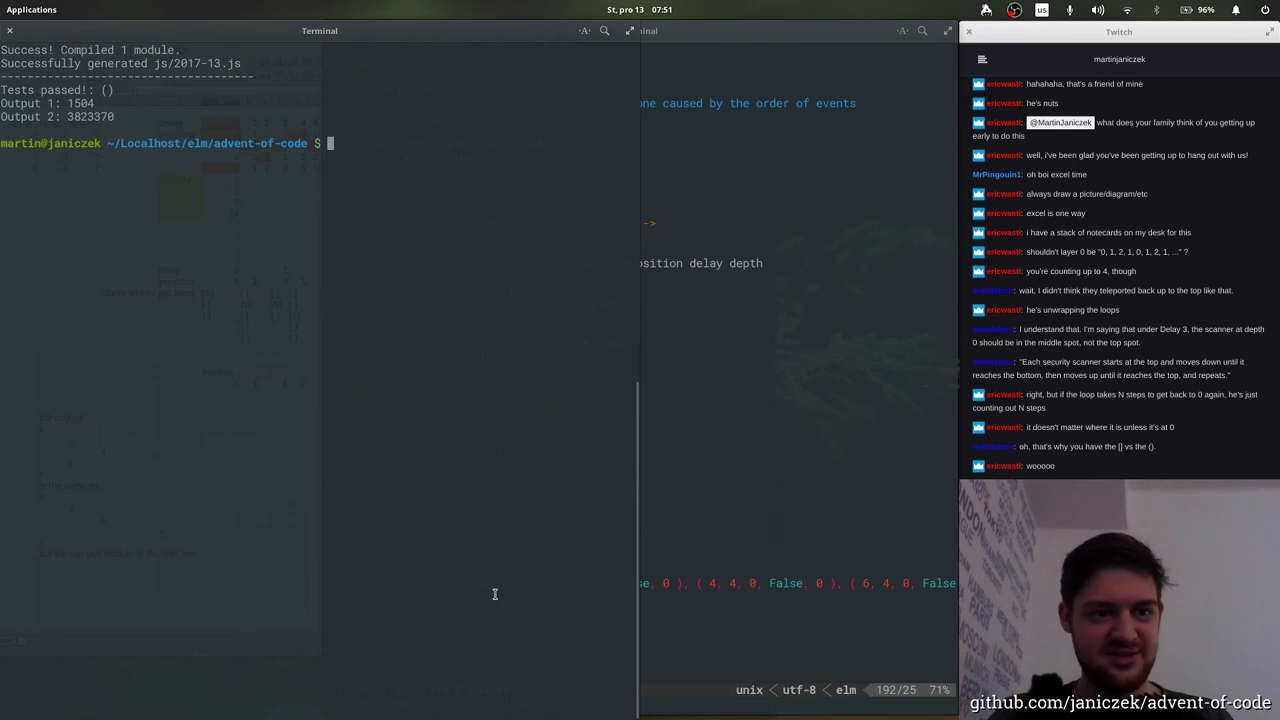 Applications
St, pro 13 07:51
us
96%
Terminal
Success! Compiled 1 module.
Successfully generated js/2017-13.js
-----------------------------------
Tests passed!: ()
Output 1: 1504
Output 2: 3823370
martin@janiczek ~/Localhost/elm/advent-of-code $
minal
one caused by the order of events
->
osition delay depth
se, 0 ), ( 4, 4, 0, False, 0 ), ( 6, 4, 0, False
unix < utf-8 < elm 192/25 71%
Twitch
martinjaniczek
ericwastl: hahahaha, that's a friend of mine
ericwastl: he's nuts
ericwastl: @MartinJaniczek what does your family think of you getting up
early to do this
ericwastl: well, i've been glad you've been getting up to hang out with us!
MrPingouin1: oh boi excel time
ericwastl: always draw a picture/diagram/etc
ericwastl: excel is one way
ericwastl: i have a stack of notecards on my desk for this
ericwastl: shouldn't layer 0 be "0, 1, 2, 1, 0, 1, 2, 1, ..." ?
ericwastl: you're counting up to 4, though
wait, I didn't think they teleported back up to the top like that.
ericwastl: he's unwrapping the loops
I understand that. I'm saying that under Delay 3, the scanner at depth
0 should be in the middle spot, not the top spot.
"Each security scanner starts at the top and moves down until it
reaches the bottom, then moves up until it reaches the top, and repeats."
ericwastl: right, but if the loop takes N steps to get back to 0 again, he's just
counting out N steps
ericwastl: it doesn't matter where it is unless it's at 0
oh, that's why you have the [] vs the ().
ericwastl: wooooo
github.com/janiczek/advent-of-code